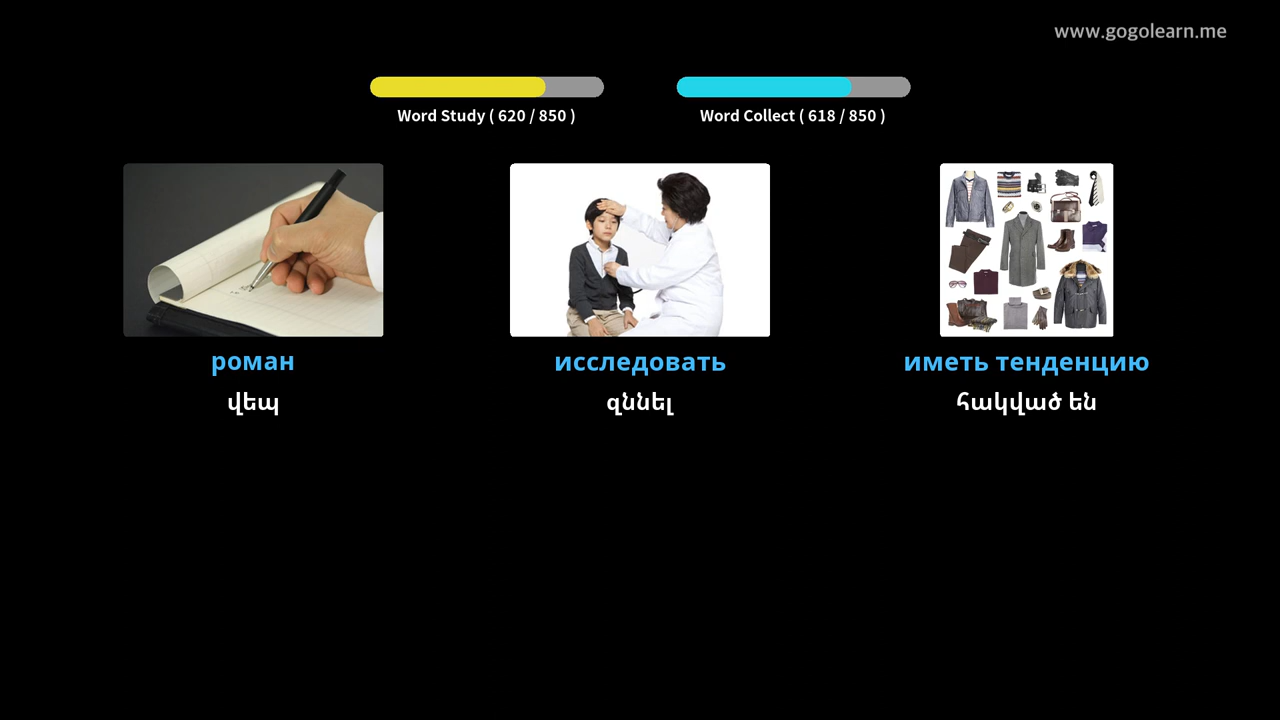 www.gogolearn.me
Word Study ( 620 / 850 )
Word Collect ( 618 / 850 )
роман
исследовать
иметь тенденцию
վեպ
զննել
հակված են